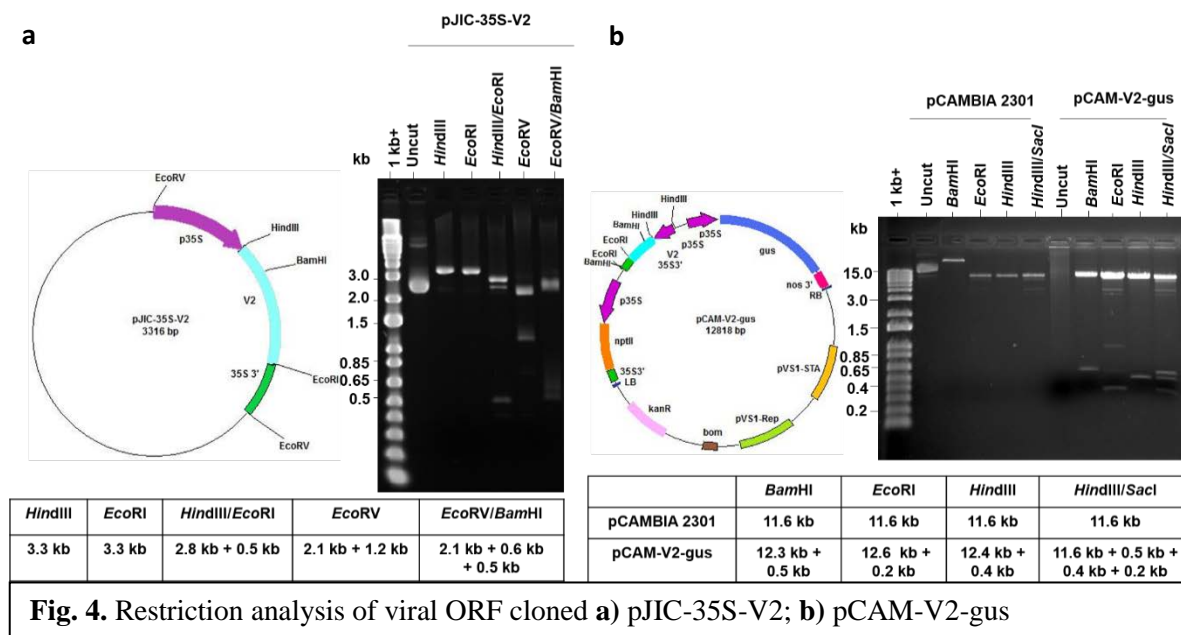 a
pJIC-35S-V2
kb
1 kb+
Uncut
HindIII
EcoRI
HindIII/EcoRI
EcoRV
EcoRV/BamHI
3.0
2.0
1.5
0.85
0.65
0.5
EcoRV
p35S
HindIII
BamHI
V2
pJIC-35S-V2
3316 bp
35S 3'
EcoRI
EcoRV
HindIII EcoRI HindIII/EcoRI EcoRV EcoRV/BamHI
3.3 kb 3.3 kb 2.8 kb + 0.5 kb 2.1 kb + 1.2 kb 2.1 kb + 0.6 kb
+ 0.5 kb
b
pCAMBIA 2301 pCAM-V2-gus
1 kb+
Uncut
BamHI
EcoRI
HindIII
HindIII/SacI
Uncut
BamHI
EcoRI
HindIII
HindIII/SacI
kb
15.0
3.0
1.5
0.85
0.65
0.4
0.2
HindIII
HindIII
BamHI
EcoRI
EcoRI
BamHI
p35S
p35S
V2
35S3'
gus
nos 3'
RB
p35S
pCAM-V2-gus
12818 bp
nptII
35S3'
LB
kanR
bom
pVS1-Rep
pVS1-STA
BamHI EcoRI HindIII HindIII/SacI
pCAMBIA 2301 11.6 kb 11.6 kb 11.6 kb 11.6 kb
pCAM-V2-gus 12.3 kb + 12.6 kb + 12.4 kb + 11.6 kb + 0.5 kb +
0.5 kb 0.2 kb 0.4 kb 0.4 kb + 0.2 kb
Fig. 4. Restriction analysis of viral ORF cloned a) pJIC-35S-V2; b) pCAM-V2-gus